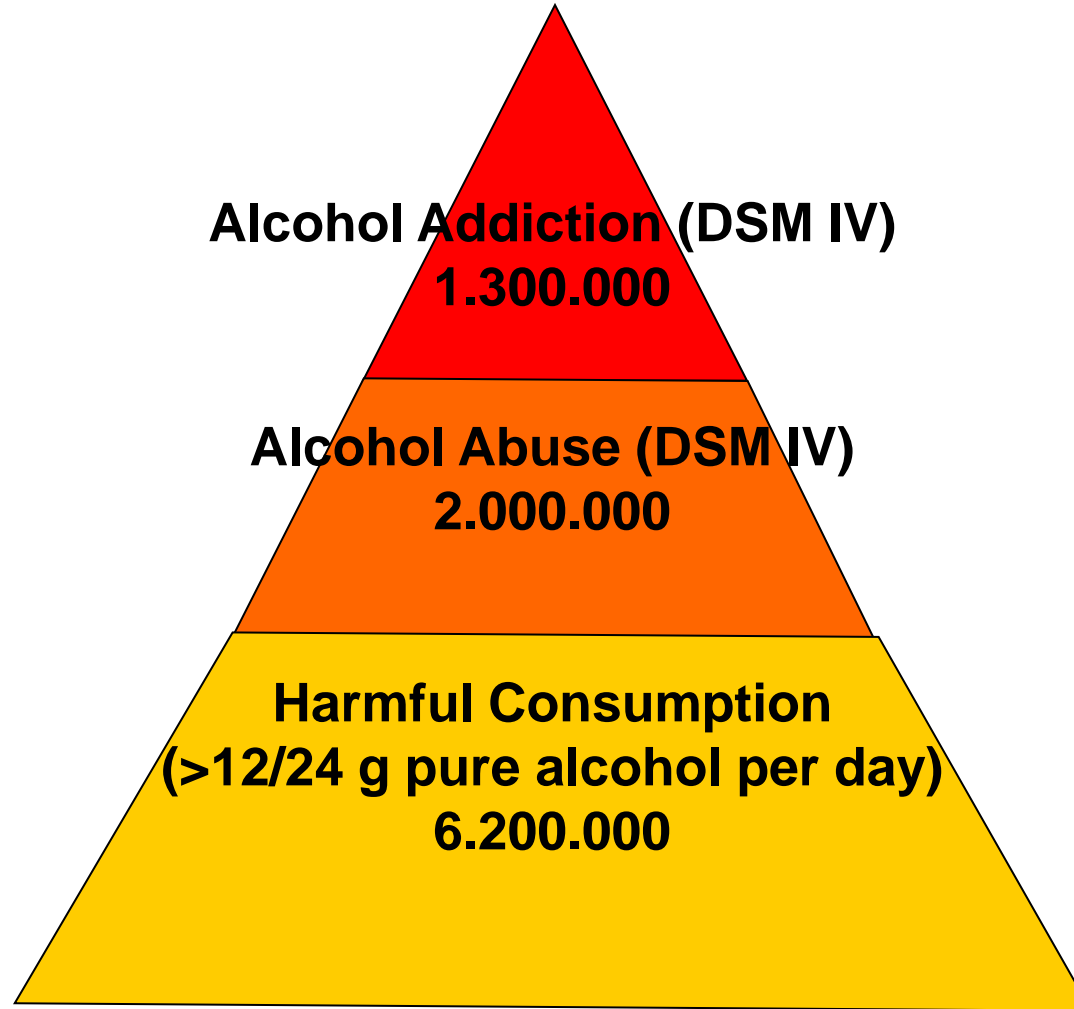 Alcohol Addiction (DSM IV)
1.300.000
Alcohol Abuse (DSM IV)
2.000.000
Harmful Consumption
(>12/24 g pure alcohol per day)
6.200.000